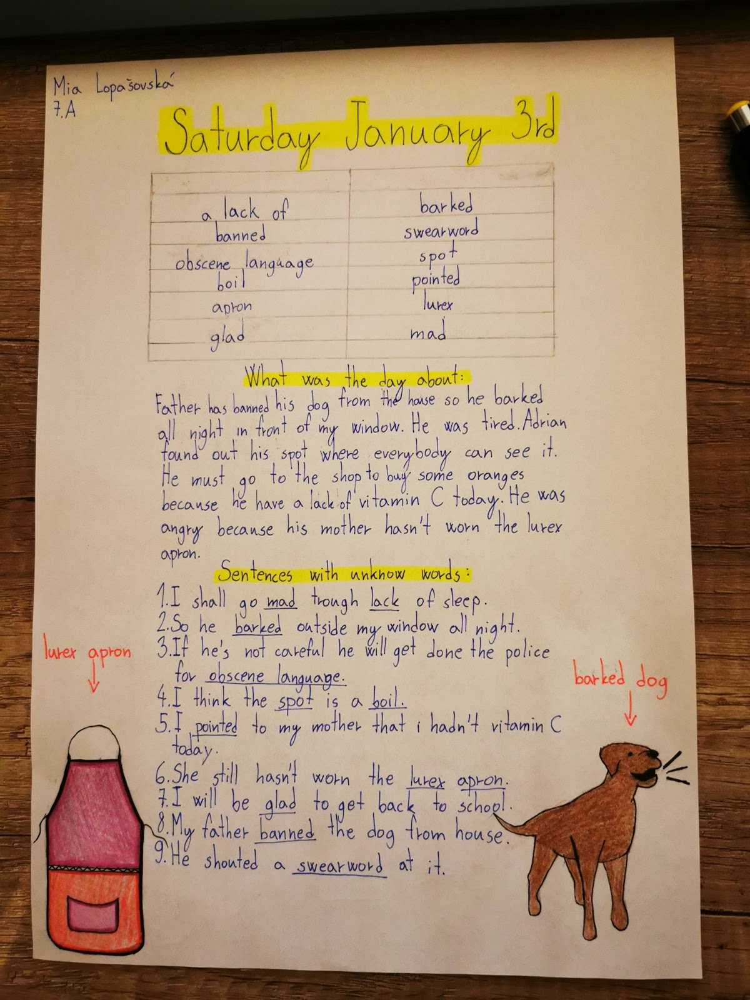 Mia Lopašovská
7.A
Saturday January 3rd
a lack of barked
banned swearword
obscene language spot
boil pointed
apron lurex
glad mad
What was the day about:
Father has banned his dog from the house so he barked
all night in front of my window. He was tired. Adrian
found out his spot where everybody can see it.
He must go to the shop to buy some oranges
because he have a lack of vitamin C today. He was
angry because his mother hasn't worn the lurex
apron.
Sentences with unknow words:
1. I shall go mad trough lack of sleep.
2. So he barked outside my window all night.
3. If he's not careful he will get done the police
for obscene language.
4. I think the spot is a boil.
5. I pointed to my mother that i hadn't vitamin C
today.
6. She still hasn't worn the lurex apron.
7. I will be glad to get back to school.
8. My father banned the dog from house.
9. He shouted a swearword at it.
lurex apron
barked dog